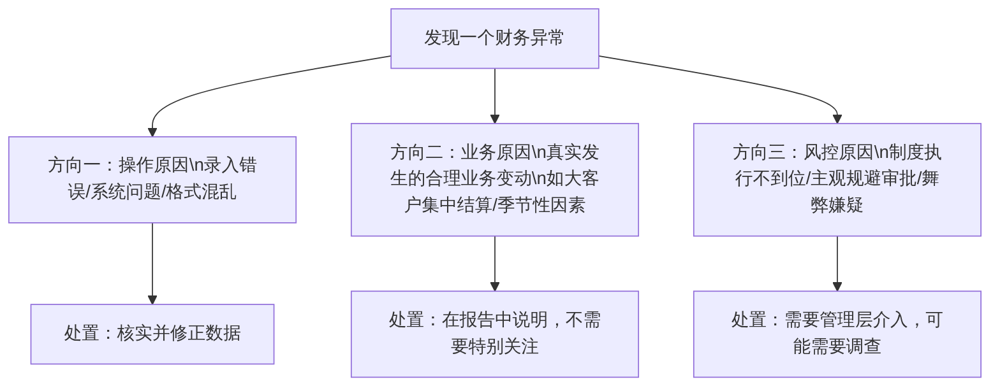 发现一个财务异常
方向一：操作原因\n录入错
误/系统问题/格式混乱
方向二：业务原因\n真实发
生的合理业务变动\n如大客
户集中结算/季节性因素
方向三：风控原因\n制度执
行不到位/主观规避审批/舞
弊嫌疑
处置：核实并修正数据
处置：在报告中说明，不需
要特别关注
处置：需要管理层介入，可
能需要调查